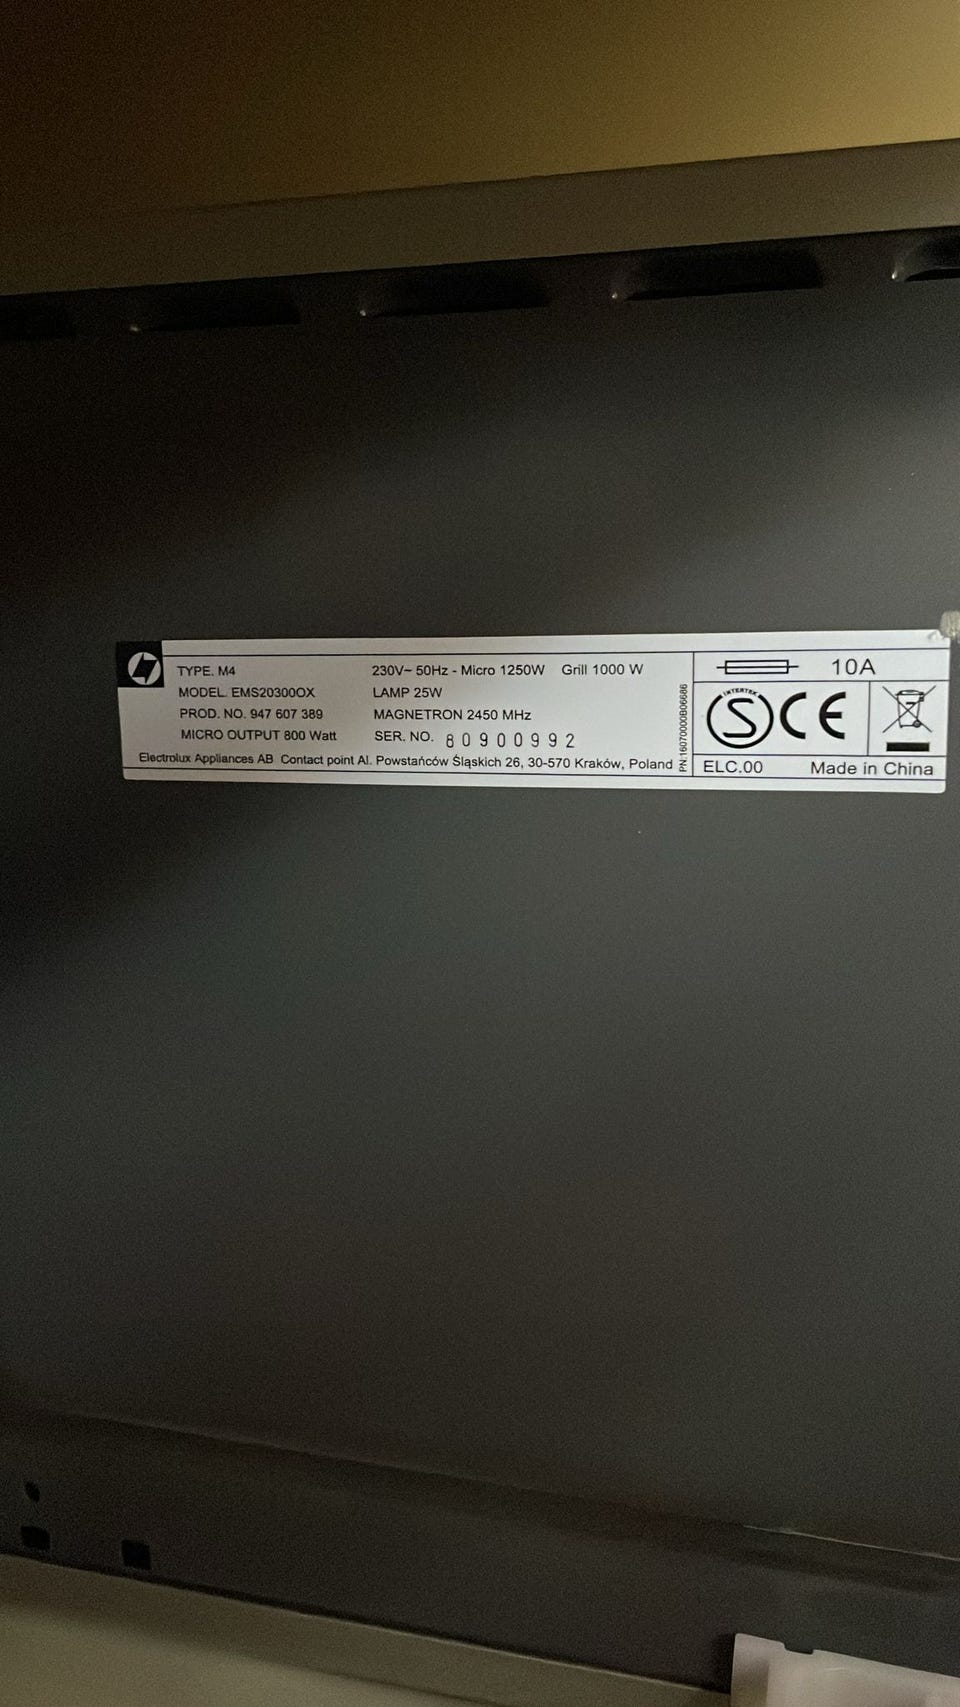 TYPE. M4
MODEL. EMS20300OX
PROD. NO. 947 607 389
MICRO OUTPUT 800 Watt
230V~ 50Hz - Micro 1250W Grill 1000 W
LAMP 25W
MAGNETRON 2450 MHz
SER. NO. 80900992
Electrolux Appliances AB Contact point Al. Powstańców Śląskich 26, 30-570 Kraków, Poland
PN:16070000B06686
10A
INTERTEK
S CE
ELC.00 Made in China